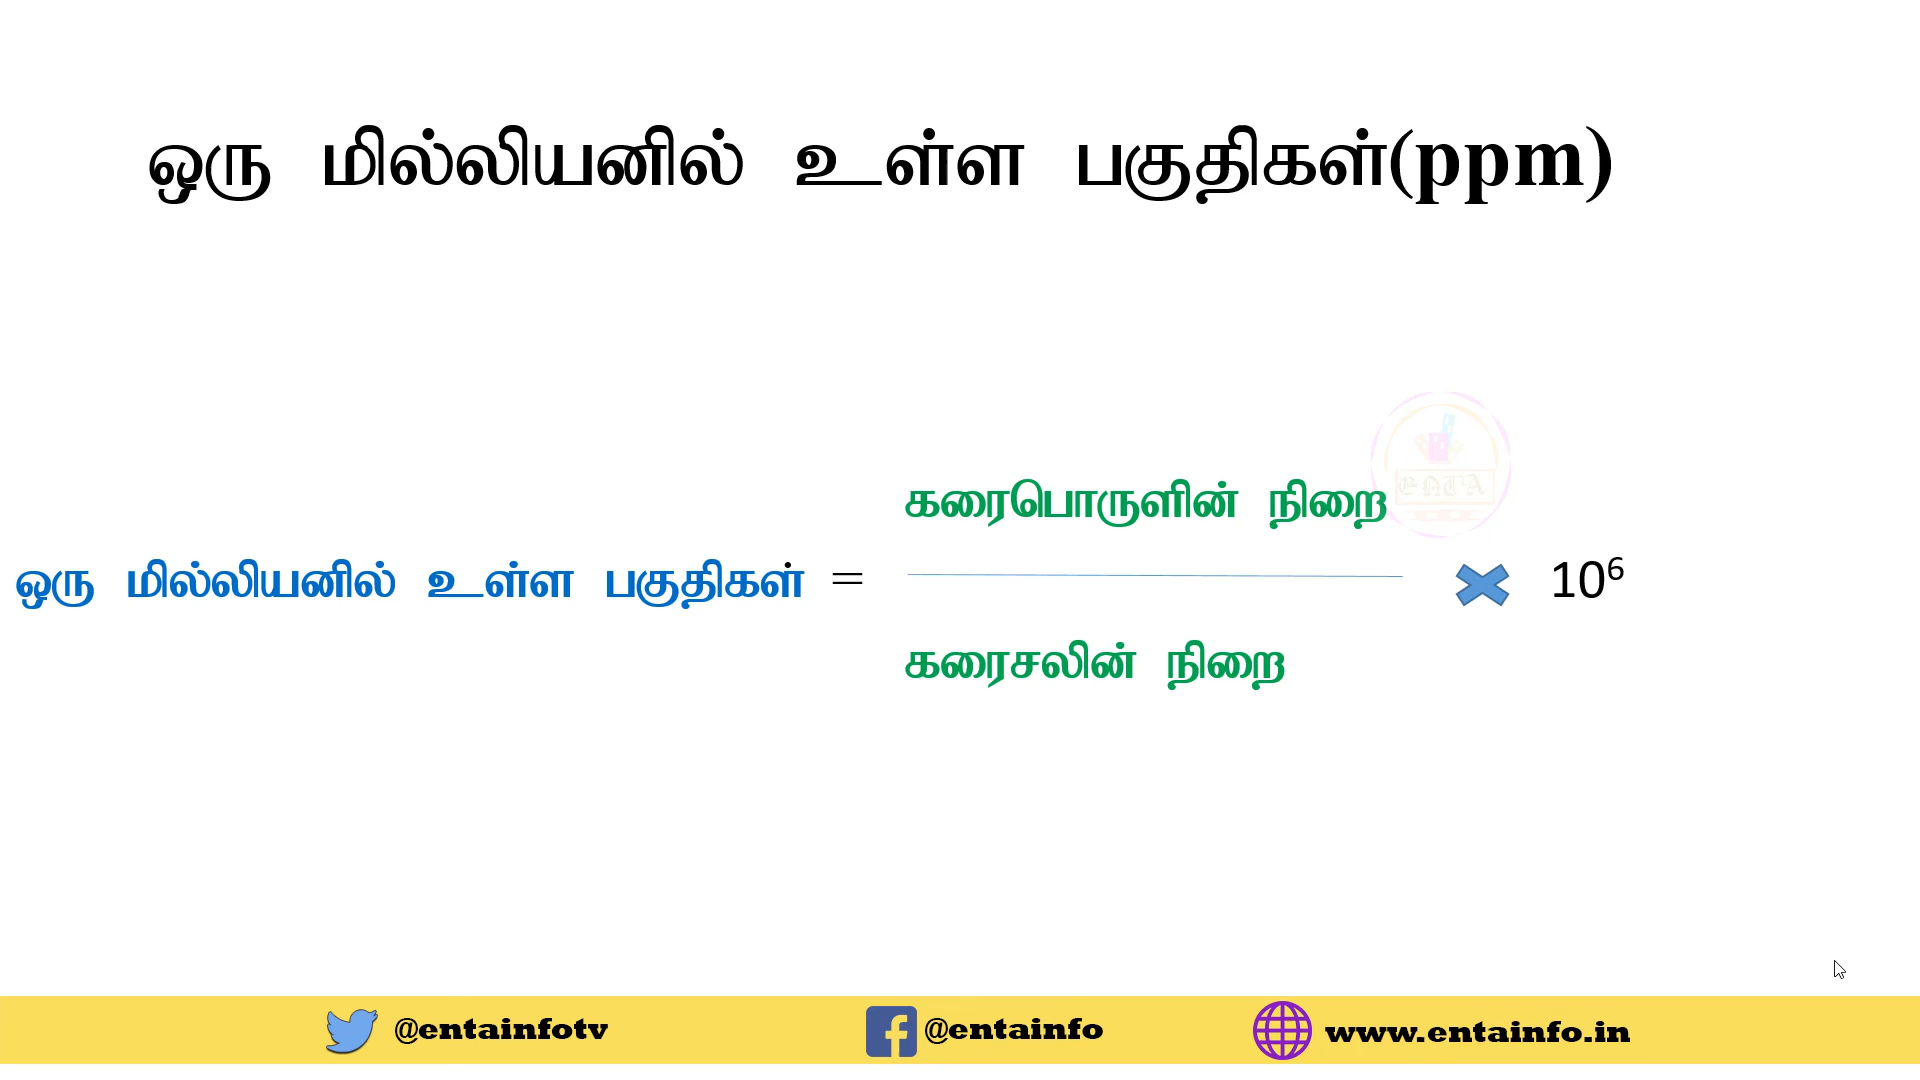 ஒரு மில்லியனில் உள்ள பகுதிகள்(ppm)
கரைபொருளின் நிறை
ஒரு மில்லியனில் உள்ள பகுதிகள் = × 10⁶
கரைசலின் நிறை
@entainfotv @entainfo www.entainfo.in